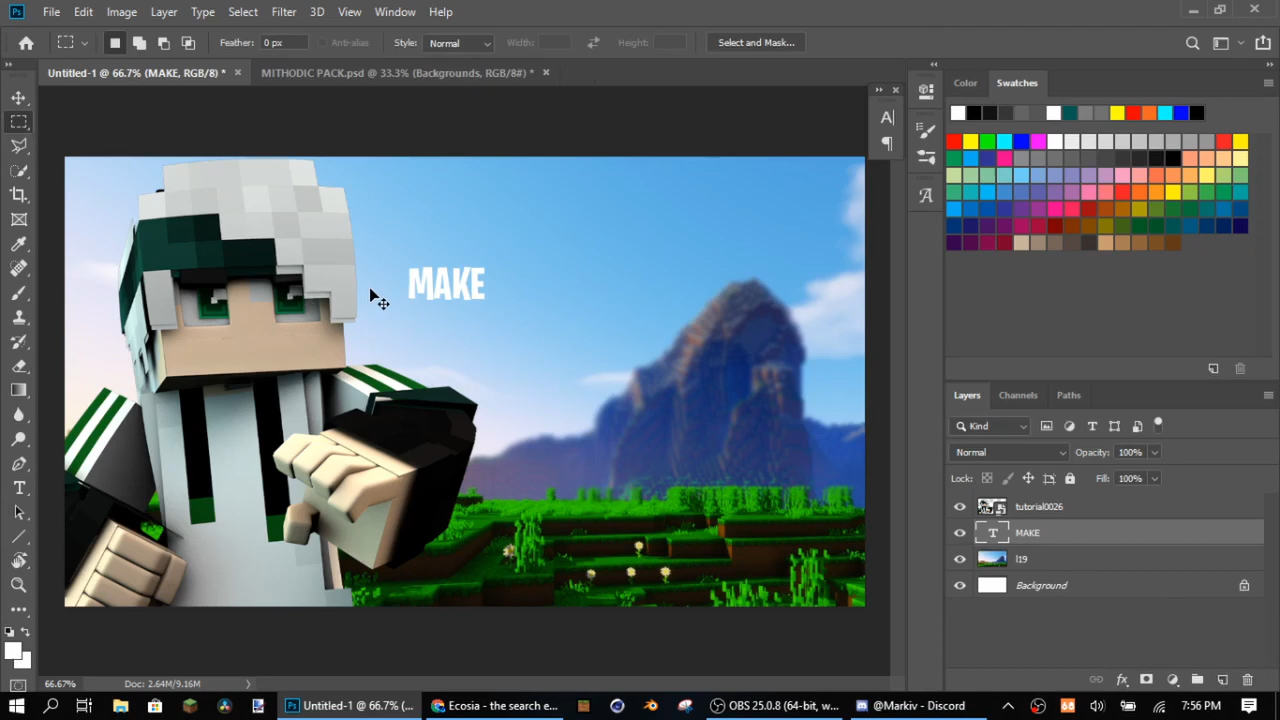 Ps File Edit Image Layer Type Select Filter 3D View Window Help
Feather: 0 px Anti-alias Style: Normal Width: Height: Select and Mask...
Untitled-1 @ 66.7% (MAKE, RGB/8) * × MITHODIC PACK.psd @ 33.3% (Backgrounds, RGB/8#) * ×
Color Swatches
MAKE
Layers Channels Paths
Kind
Normal Opacity: 100%
Lock: Fill: 100%
tutorial0026
T MAKE
l19
Background
66.67% Doc: 2.64M/9.16M
Ps Untitled-1 @ 66.7% (... Ecosia - the search e... OBS 25.0.8 (64-bit, w... @Markiv - Discord 68 7:56 PM